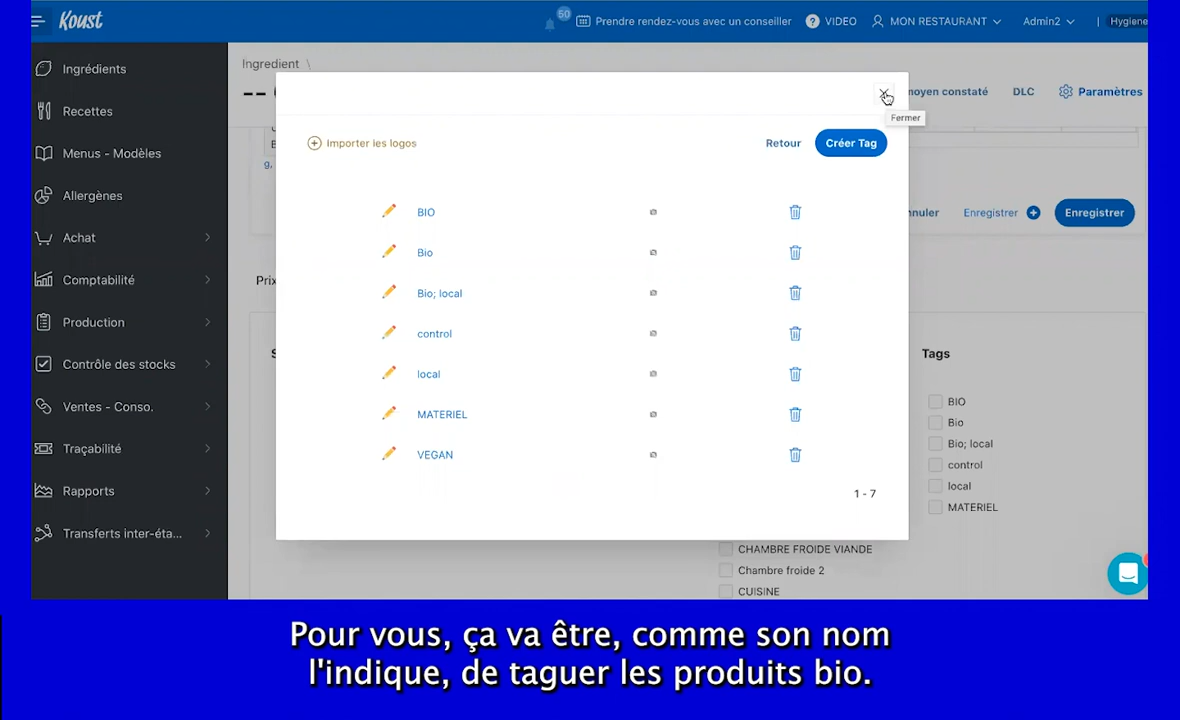 Koust
50
Prendre rendez-vous avec un conseiller
VIDEO
MON RESTAURANT
Admin2
Hygiene
Ingrédients
Recettes
Menus - Modèles
Allergènes
Achat
Comptabilité
Production
Contrôle des stocks
Ventes - Conso.
Traçabilité
Rapports
Transferts inter-éta...
Ingredient \
--
moyen constaté
DLC
Paramètres
Fermer
Importer les logos
Retour
Créer Tag
BIO
Bio
Bio; local
control
local
MATERIEL
VEGAN
1 - 7
g,
nnuler
Enregistrer
Enregistrer
Prix
Tags
BIO
Bio
Bio; local
control
local
MATERIEL
CHAMBRE FROIDE VIANDE
Chambre froide 2
CUISINE
Pour vous, ça va être, comme son nom
l'indique, de taguer les produits bio.